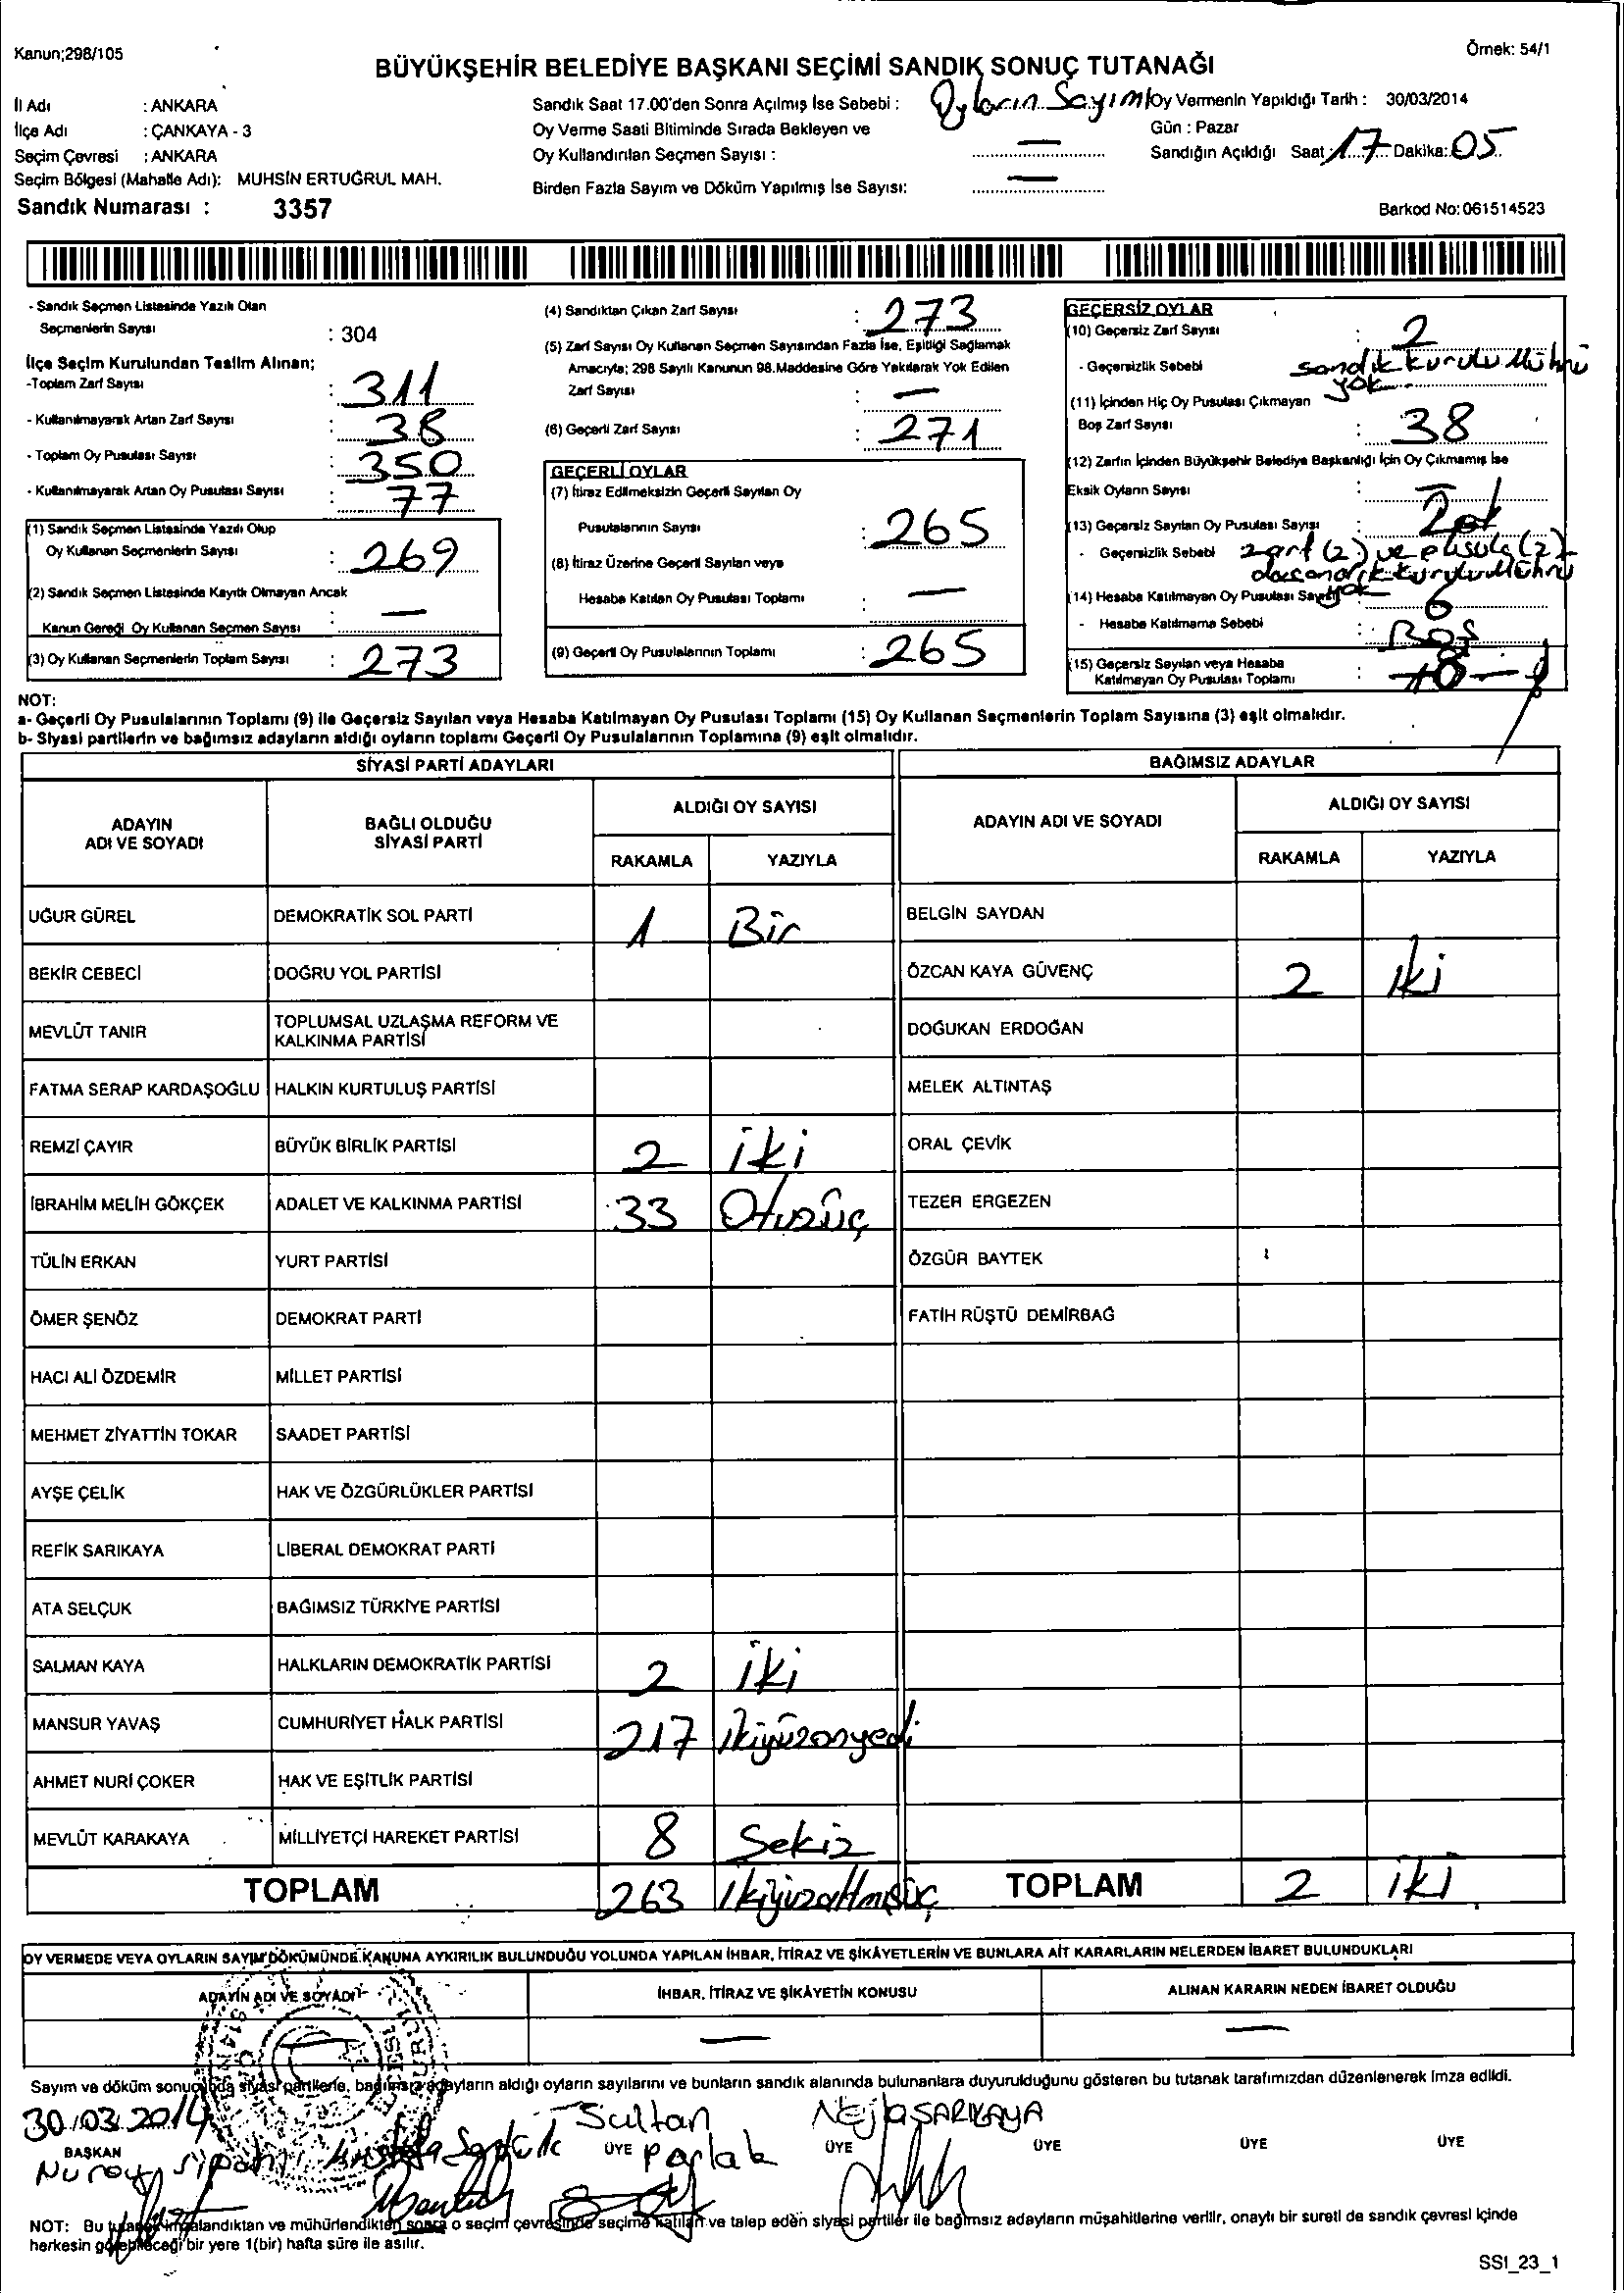 Kanun;298/105
Örnek: 54/1
BÜYÜKŞEHİR BELEDİYE BAŞKANI SEÇİMİ SANDIK SONUÇ TUTANAĞI
İl Adı : ANKARA
İlçe Adı : ÇANKAYA - 3
Seçim Çevresi : ANKARA
Seçim Bölgesi (Mahalle Adı): MUHSİN ERTUĞRUL MAH.
Sandık Numarası : 3357
Sandık Saat 17.00'den Sonra Açılmış İse Sebebi : Oyların Sayımı
Oy Verme Saati Bitiminde Sırada Bekleyen ve
Oy Kullandırılan Seçmen Sayısı : —
Birden Fazla Sayım ve Döküm Yapılmış İse Sayısı: —
Oy Vermenin Yapıldığı Tarih : 30/03/2014
Gün : Pazar
Sandığın Açıldığı Saat : 17 Dakika: 05
Barkod No: 061514523
- Sandık Seçmen Listesinde Yazılı Olan
Seçmenlerin Sayısı : 304
İlçe Seçim Kurulundan Teslim Alınan;
-Toplam Zarf Sayısı : 311
- Kullanılmayarak Artan Zarf Sayısı : 38
- Toplam Oy Pusulası Sayısı : 350
- Kullanılmayarak Artan Oy Pusulası Sayısı : 77
(1) Sandık Seçmen Listesinde Yazılı Olup
Oy Kullanan Seçmenlerin Sayısı : 269
(2) Sandık Seçmen Listesinde Kayıtlı Olmayan Ancak
Kanun Gereği Oy Kullanan Seçmen Sayısı : —
(3) Oy Kullanan Seçmenlerin Toplam Sayısı : 273
(4) Sandıktan Çıkan Zarf Sayısı : 273
(5) Zarf Sayısı Oy Kullanan Seçmen Sayısından Fazla İse, Eşitliği Sağlamak
Amacıyla; 298 Sayılı Kanunun 98.Maddesine Göre Yakılarak Yok Edilen
Zarf Sayısı : —
(6) Geçerli Zarf Sayısı : 271
GEÇERLİ OYLAR
(7) İtiraz Edilmeksizin Geçerli Sayılan Oy
Pusulalarının Sayısı : 265
(8) İtiraz Üzerine Geçerli Sayılan veya
Hesaba Katılan Oy Pusulası Toplamı : —
(9) Geçerli Oy Pusulalarının Toplamı : 265
GEÇERSİZ OYLAR
(10) Geçersiz Zarf Sayısı : 2
- Geçersizlik Sebebi sandık kurulu Mührü
yok
(11) İçinden Hiç Oy Pusulası Çıkmayan
Boş Zarf Sayısı : 38
(12) Zarfın İçinden Büyükşehir Belediye Başkanlığı İçin Oy Çıkmamış İse
Eksik Oyların Sayısı : —
(13) Geçersiz Sayılan Oy Pusulası Sayısı :
- Geçersizlik Sebebi zarf (2) ve pusula (2)
da sandık kurulu Mührü
yok
(14) Hesaba Katılmayan Oy Pusulası Sayısı 6
- Hesaba Katılmama Sebebi : Boş
(15) Geçersiz Sayılan veya Hesaba
Katılmayan Oy Pusulası Toplamı : 8
NOT:
a- Geçerli Oy Pusulalarının Toplamı (9) ile Geçersiz Sayılan veya Hesaba Katılmayan Oy Pusulası Toplamı (15) Oy Kullanan Seçmenlerin Toplam Sayısına (3) eşit olmalıdır.
b- Siyasi partilerin ve bağımsız adayların aldığı oyların toplamı Geçerli Oy Pusulalarının Toplamına (9) eşit olmalıdır.
SİYASİ PARTİ ADAYLARI
ADAYIN ADI VE SOYADI
BAĞLI OLDUĞU SİYASİ PARTİ
ALDIĞI OY SAYISI
RAKAMLA YAZIYLA
UĞUR GÜREL DEMOKRATİK SOL PARTİ 1 Bir
BEKİR CEBECİ DOĞRU YOL PARTİSİ
MEVLÜT TANIR TOPLUMSAL UZLAŞMA REFORM VE
KALKINMA PARTİSİ
FATMA SERAP KARDAŞOĞLU HALKIN KURTULUŞ PARTİSİ
REMZİ ÇAYIR BÜYÜK BİRLİK PARTİSİ 2 iki
İBRAHİM MELİH GÖKÇEK ADALET VE KALKINMA PARTİSİ 33 Otuzüç
TÜLİN ERKAN YURT PARTİSİ
ÖMER ŞENÖZ DEMOKRAT PARTİ
HACI ALİ ÖZDEMİR MİLLET PARTİSİ
MEHMET ZİYATTİN TOKAR SAADET PARTİSİ
AYŞE ÇELİK HAK VE ÖZGÜRLÜKLER PARTİSİ
REFİK SARIKAYA LİBERAL DEMOKRAT PARTİ
ATA SELÇUK BAĞIMSIZ TÜRKİYE PARTİSİ
SALMAN KAYA HALKLARIN DEMOKRATİK PARTİSİ 2 iki
MANSUR YAVAŞ CUMHURİYET HALK PARTİSİ 217 ikiyüzonyedi
AHMET NURİ ÇOKER HAK VE EŞİTLİK PARTİSİ
MEVLÜT KARAKAYA MİLLİYETÇİ HAREKET PARTİSİ 8 Sekiz
TOPLAM 263 ikiyüzaltmışüç
BAĞIMSIZ ADAYLAR
ADAYIN ADI VE SOYADI
ALDIĞI OY SAYISI
RAKAMLA YAZIYLA
BELGİN SAYDAN
ÖZCAN KAYA GÜVENÇ 2 iki
DOĞUKAN ERDOĞAN
MELEK ALTINTAŞ
ORAL ÇEVİK
TEZER ERGEZEN
ÖZGÜR BAYTEK
FATİH RÜŞTÜ DEMİRBAĞ
TOPLAM 2 iki
OY VERMEDE VEYA OYLARIN SAYIM DÖKÜMÜNDE KANUNA AYKIRILIK BULUNDUĞU YOLUNDA YAPILAN İHBAR, İTİRAZ VE ŞİKÂYETLERİN VE BUNLARA AİT KARARLARIN NELERDEN İBARET BULUNDUKLARI
ADAYIN ADI VE SOYADI İHBAR, İTİRAZ VE ŞİKÂYETİN KONUSU ALINAN KARARIN NEDEN İBARET OLDUĞU
— — —
Sayım ve döküm sonucunda siyasi partilerle, bağımsız adayların aldığı oyların sayılarını ve bunların sandık alanında bulunanlara duyurulduğunu gösteren bu tutanak tarafımızdan düzenlenerek imza edildi.
30.03.2014 Sultan Nejla SARIKAYA
BAŞKAN ÜYE Parlak ÜYE ÜYE ÜYE ÜYE
Nuray
NOT: Bu tutanak imzalandıktan ve mühürlendikten sonra o seçim çevresinde seçime katılan ve talep eden siyasi partiler ile bağımsız adayların müşahitlerine verilir, onaylı bir sureti de sandık çevresi içinde
herkesin görebileceği bir yere 1(bir) hafta süre ile asılır.
SSI_23_1